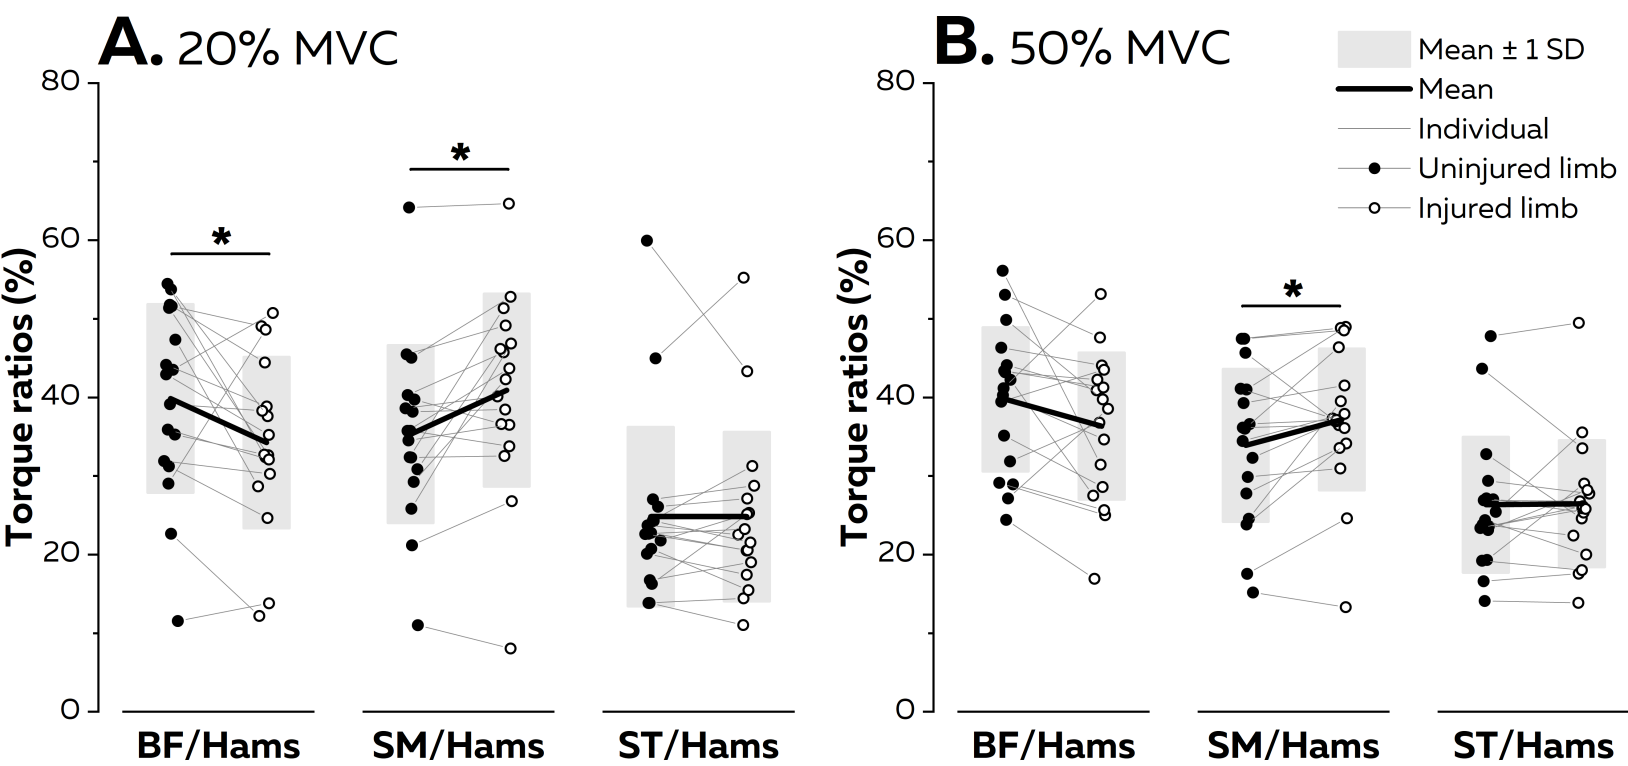 A. 20% MVC
Torque ratios (%)
80
60
40
20
0
*
*
BF/Hams
SM/Hams
ST/Hams
B. 50% MVC
Torque ratios (%)
80
60
40
20
0
*
BF/Hams
SM/Hams
ST/Hams
Mean ± 1 SD
Mean
Individual
Uninjured limb
Injured limb